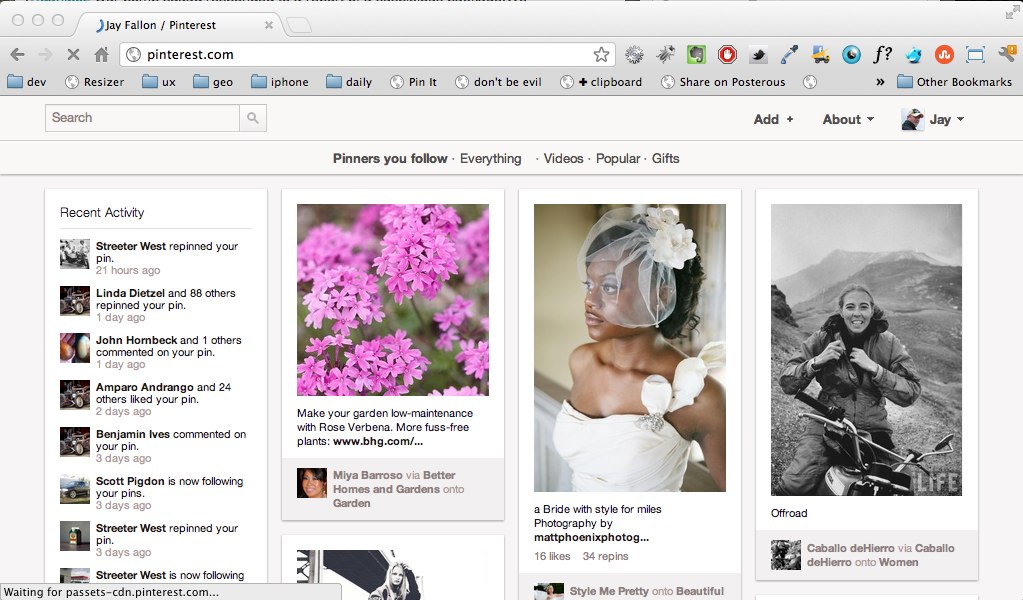 Jay Fallon / Pinterest
pinterest.com
f?
dev
Resizer
ux
geo
iphone
daily
Pin It
don't be evil
+ clipboard
Share on Posterous
»
Other Bookmarks
Search
Add +
About
Jay
Pinners you follow · Everything · Videos · Popular · Gifts
Recent Activity
Streeter West repinned your
pin.
21 hours ago
Linda Dietzel and 88 others
repinned your pin.
1 day ago
John Hornbeck and 1 others
commented on your pin.
1 day ago
Amparo Andrango and 24
others liked your pin.
2 days ago
Benjamin Ives commented on
your pin.
3 days ago
Scott Pigdon is now following
your pins.
3 days ago
Streeter West repinned your
pin.
3 days ago
Streeter West is now following
Make your garden low-maintenance
with Rose Verbena. More fuss-free
plants: www.bhg.com/...
Miya Barroso via Better
Homes and Gardens onto
Garden
a Bride with style for miles
Photography by
mattphoenixphotog...
16 likes 34 repins
Style Me Pretty onto Beautiful
LIFE
Offroad
Caballo deHierro via Caballo
deHierro onto Women
Waiting for passets-cdn.pinterest.com...